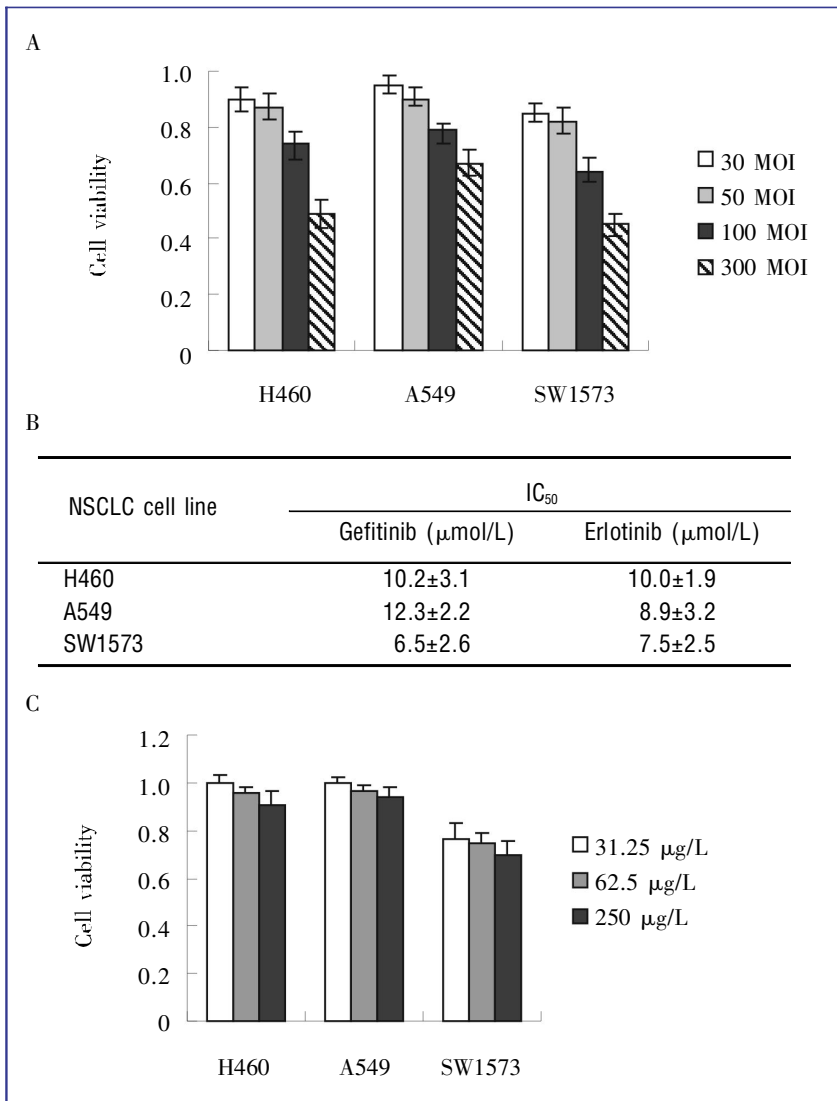 A
1.0
0.8
0.6
0.4
0.2
0
Cell viability
H460 A549 SW1573
30 MOI
50 MOI
100 MOI
300 MOI
B
NSCLC cell line IC50
Gefitinib (μmol/L) Erlotinib (μmol/L)
H460 10.2±3.1 10.0±1.9
A549 12.3±2.2 8.9±3.2
SW1573 6.5±2.6 7.5±2.5
C
1.2
1.0
0.8
0.6
0.4
0.2
0
Cell viability
H460 A549 SW1573
31.25 μg/L
62.5 μg/L
250 μg/L